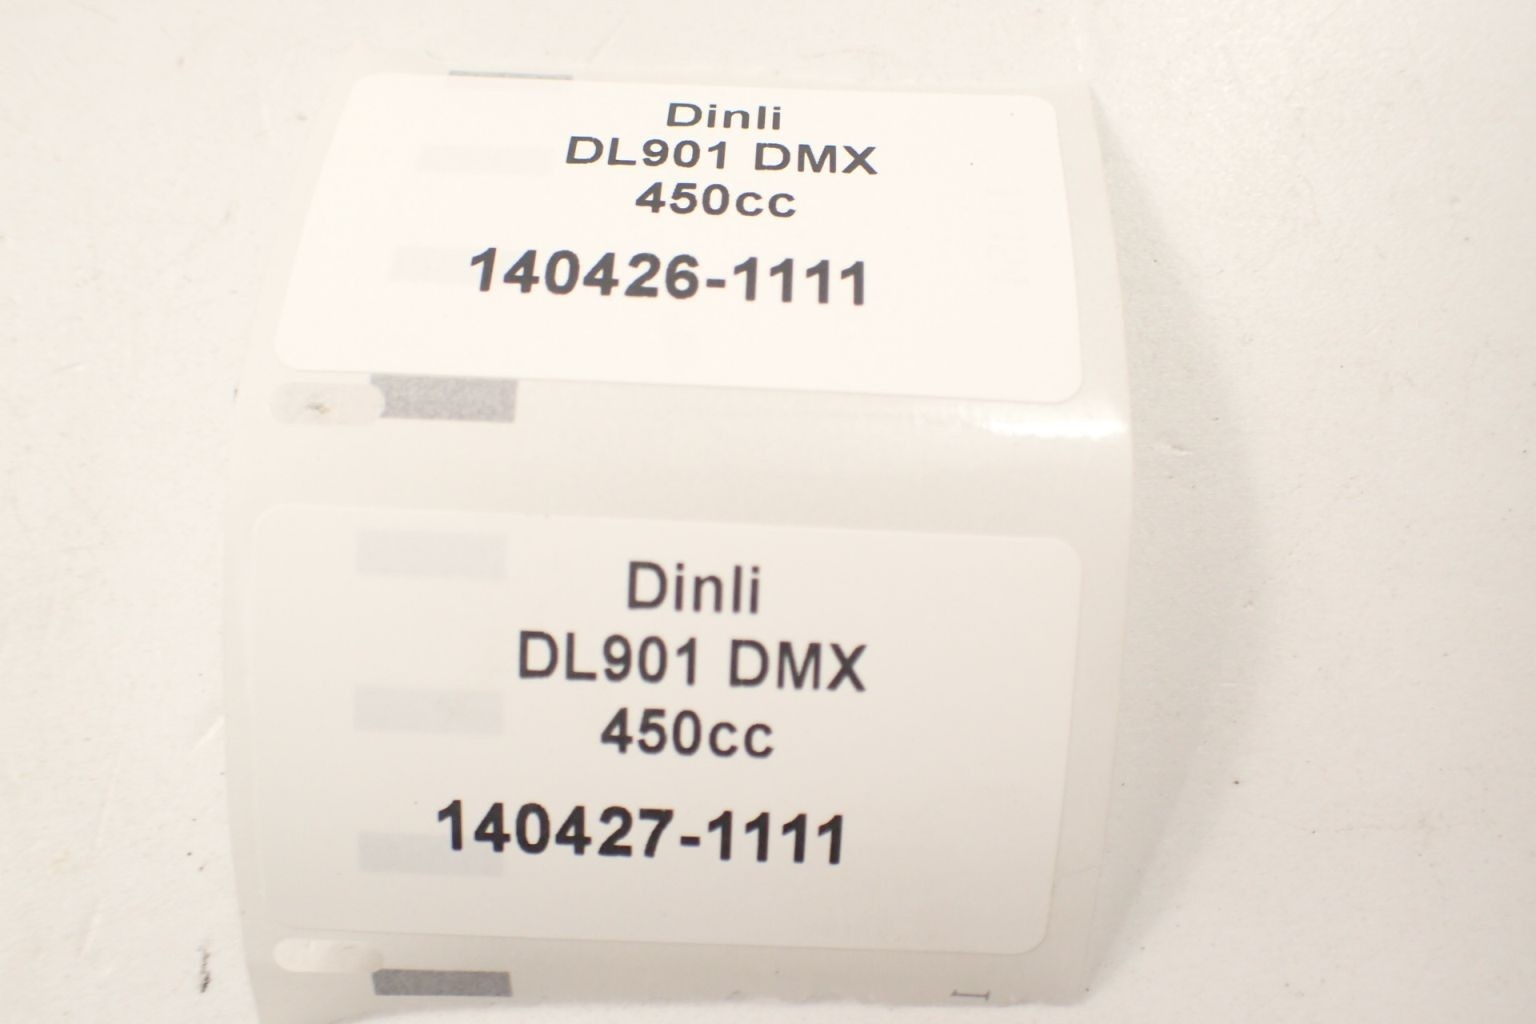 Dinli
DL901 DMX
450cc
140426-1111
Dinli
DL901 DMX
450cc
140427-1111